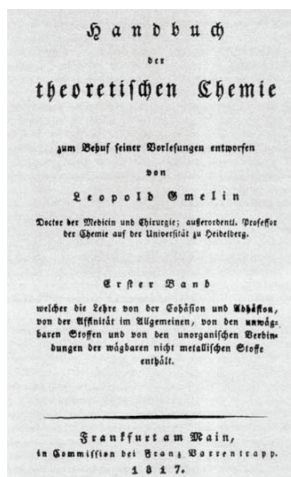 Handbuch
der
theoretischen Chemie
zum Behuf seiner Vorlesungen entworfen
von
Leopold Gmelin
Doctor der Medicin und Chirurgie; außerordentl. Professor
der Chemie auf der Universität zu Heidelberg.
Erster Band
welcher die Lehre von der Cohäsion und Adhäsion,
von der Affinität im Allgemeinen, von den unwäg-
baren Stoffen und von den unorganischen Verbin-
dungen der wägbaren nicht metallischen Stoffe
enthält.
Frankfurt am Main,
in Commission bei Franz Varrentrapp.
1817.